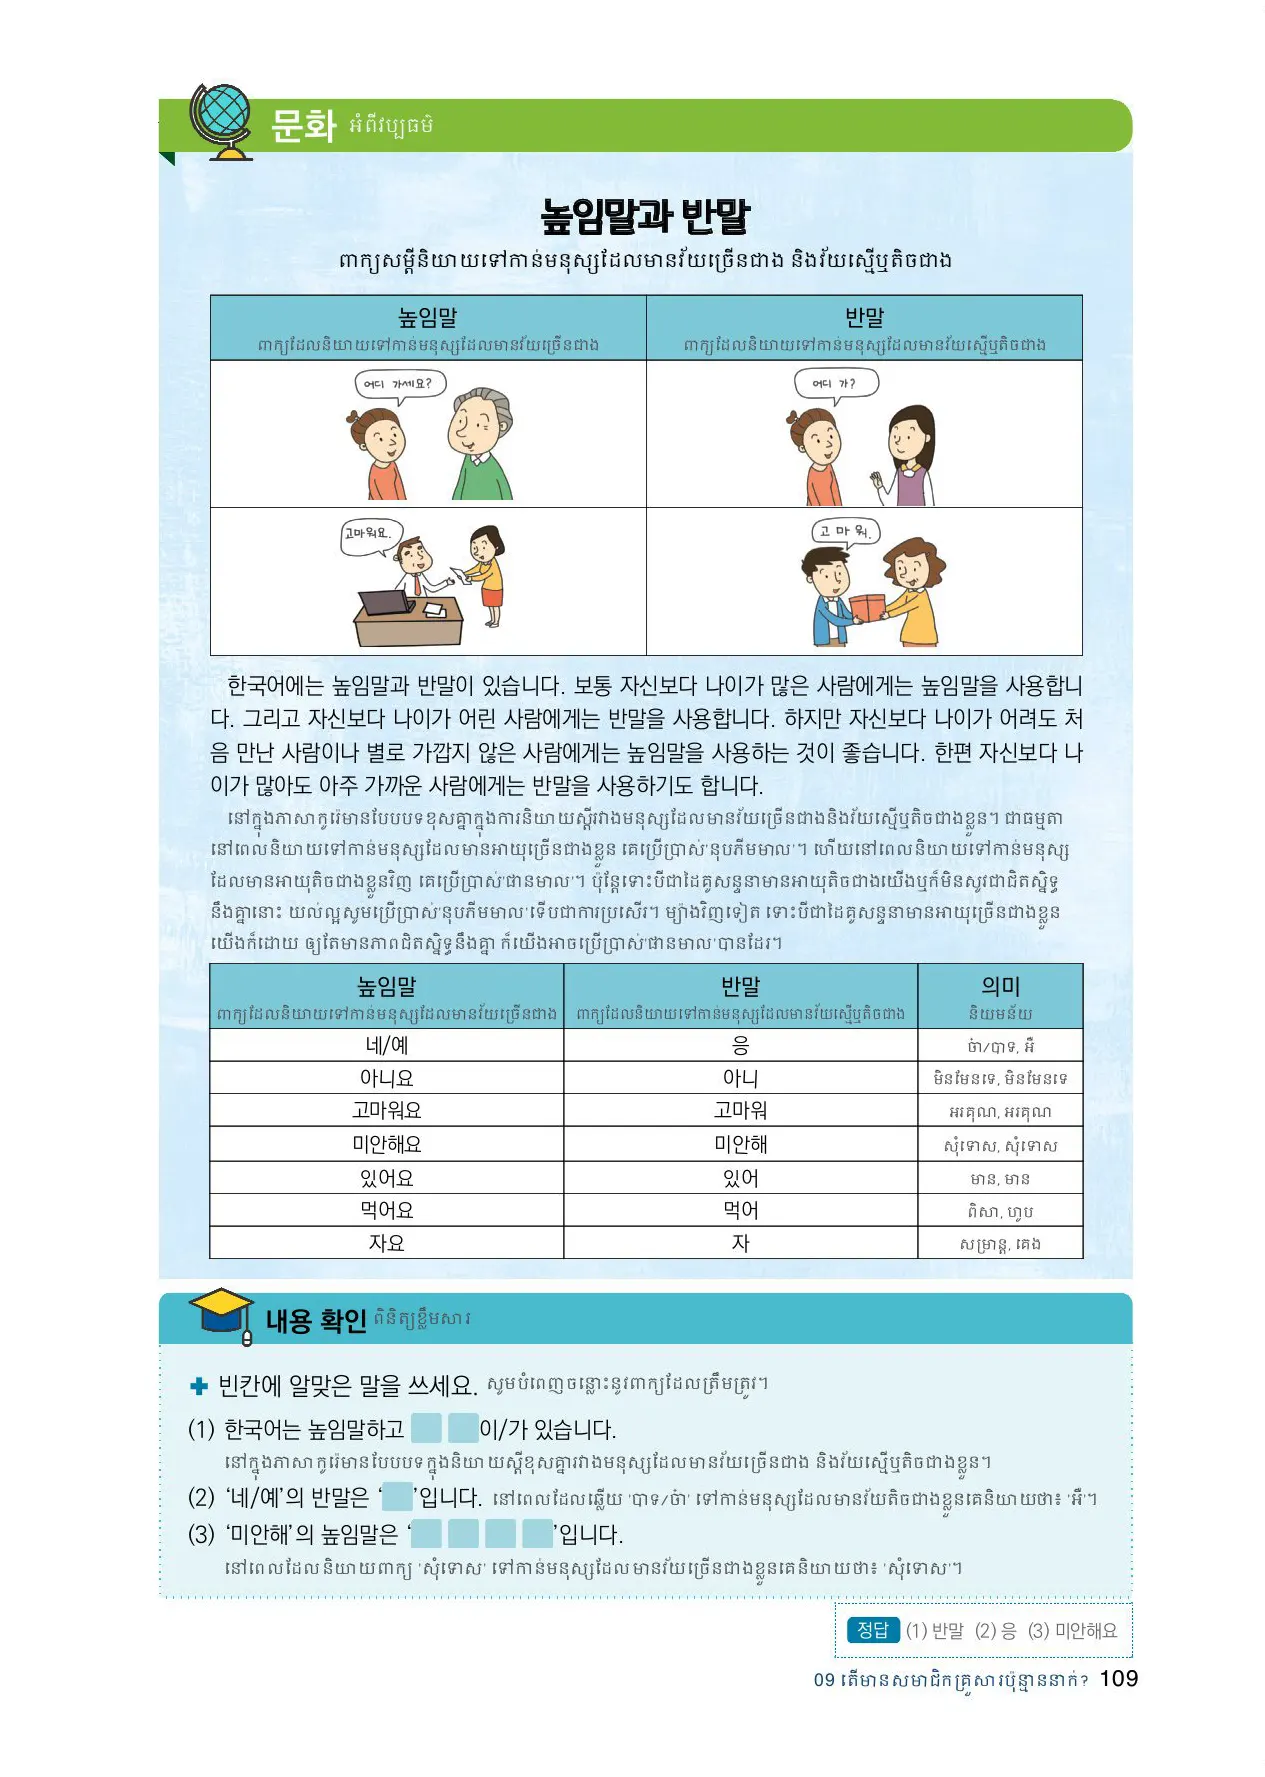 문화 អំពីវប្បធម៌
높임말과 반말
ពាក្យសម្ដីនិយាយទៅកាន់មនុស្សដែលមានវ័យច្រើនជាង និងវ័យស្មើឬតិចជាង
높임말 반말
ពាក្យដែលនិយាយទៅកាន់មនុស្សដែលមានវ័យច្រើនជាង ពាក្យដែលនិយាយទៅកាន់មនុស្សដែលមានវ័យស្មើឬតិចជាង
어디 가세요? 어디 가?
고마워요. 고 마 워.
한국어에는 높임말과 반말이 있습니다. 보통 자신보다 나이가 많은 사람에게는 높임말을 사용합니
다. 그리고 자신보다 나이가 어린 사람에게는 반말을 사용합니다. 하지만 자신보다 나이가 어려도 처
음 만난 사람이나 별로 가깝지 않은 사람에게는 높임말을 사용하는 것이 좋습니다. 한편 자신보다 나
이가 많아도 아주 가까운 사람에게는 반말을 사용하기도 합니다.
នៅក្នុងភាសាកូរ៉េមានបែបបទខុសគ្នាក្នុងការនិយាយស្ដីរវាងមនុស្សដែលមានវ័យច្រើនជាងនិងវ័យស្មើឬតិចជាងខ្លួន។ ជាធម្មតា
នៅពេលនិយាយទៅកាន់មនុស្សដែលមានអាយុច្រើនជាងខ្លួន គេប្រើប្រាស់'នុបភីមមាល'។ ហើយនៅពេលនិយាយទៅកាន់មនុស្ស
ដែលមានអាយុតិចជាងខ្លួនវិញ គេប្រើប្រាស់'ផានមាល'។ ប៉ុន្តែទោះបីជាដៃគូសន្ទនាមានអាយុតិចជាងយើងឬក៏មិនសូវជាជិតស្និទ្ធ
នឹងគ្នានោះ យល់ល្អសូមប្រើប្រាស់'នុបភីមមាល'ទើបជាការប្រសើរ។ ម្យ៉ាងវិញទៀត ទោះបីជាដៃគូសន្ទនាមានអាយុច្រើនជាងខ្លួន
យើងក៏ដោយ ឲ្យតែមានភាពជិតស្និទ្ធនឹងគ្នា ក៏យើងអាចប្រើប្រាស់'ផានមាល'បានដែរ។
높임말 반말 의미
ពាក្យដែលនិយាយទៅកាន់មនុស្សដែលមានវ័យច្រើនជាង ពាក្យដែលនិយាយទៅកាន់មនុស្សដែលមានវ័យស្មើឬតិចជាង និយមន័យ
네/예 응 ច៎ា/បាទ, អឺ
아니요 아니 មិនមែនទេ, មិនមែនទេ
고마워요 고마워 អរគុណ, អរគុណ
미안해요 미안해 សុំទោស, សុំទោស
있어요 있어 មាន, មាន
먹어요 먹어 ពិសា, ហូប
자요 자 សម្រាន្ត, គេង
내용 확인 ពិនិត្យខ្លឹមសារ
빈칸에 알맞은 말을 쓰세요. សូមបំពេញចន្លោះនូវពាក្យដែលត្រឹមត្រូវ។
(1) 한국어는 높임말하고 이/가 있습니다.
នៅក្នុងភាសាកូរ៉េមានបែបបទក្នុងនិយាយស្ដីខុសគ្នារវាងមនុស្សដែលមានវ័យច្រើនជាង និងវ័យស្មើឬតិចជាងខ្លួន។
(2) ‘네/예’의 반말은 ‘ ’입니다. នៅពេលដែលឆ្លើយ 'បាទ/ច៎ា' ទៅកាន់មនុស្សដែលមានវ័យតិចជាងខ្លួនគេនិយាយថា៖ 'អឺ'។
(3) ‘미안해’의 높임말은 ‘ ’입니다.
នៅពេលដែលនិយាយពាក្យ 'សុំទោស' ទៅកាន់មនុស្សដែលមានវ័យច្រើនជាងខ្លួនគេនិយាយថា៖ 'សុំទោស'។
정답 (1) 반말 (2) 응 (3) 미안해요
09 តើមានសមាជិកគ្រួសារប៉ុន្មាននាក់? 109